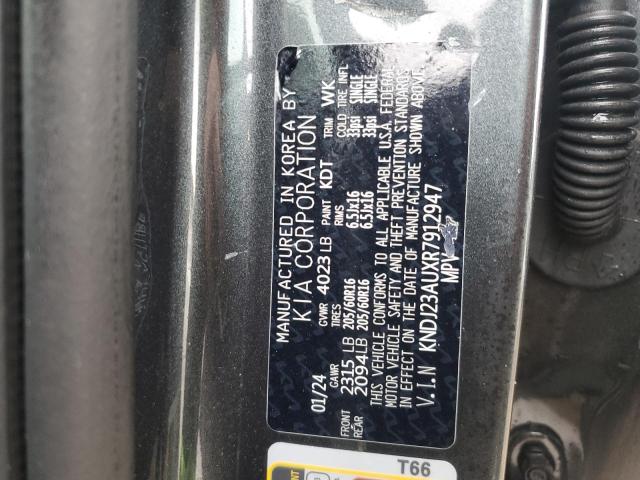 MANUFACTURED IN KOREA BY
KIA CORPORATION
01/24 GVWR 4023 LB PAINT KDT TRIM WK
GAWR TIRES RIMS COLD TIRE INFL
FRONT 2315 LB 205/60R16 6.5Jx16 33psi SINGLE
REAR 2094LB 205/60R16 6.5Jx16 33psi SINGLE
THIS VEHICLE CONFORMS TO ALL APPLICABLE U.S.A. FEDERAL
MOTOR VEHICLE SAFETY AND THEFT PREVENTION STANDARDS
IN EFFECT ON THE DATE OF MANUFACTURE SHOWN ABOVE.
V.I.N KNDJ23AUXR7912947
MPV
T66